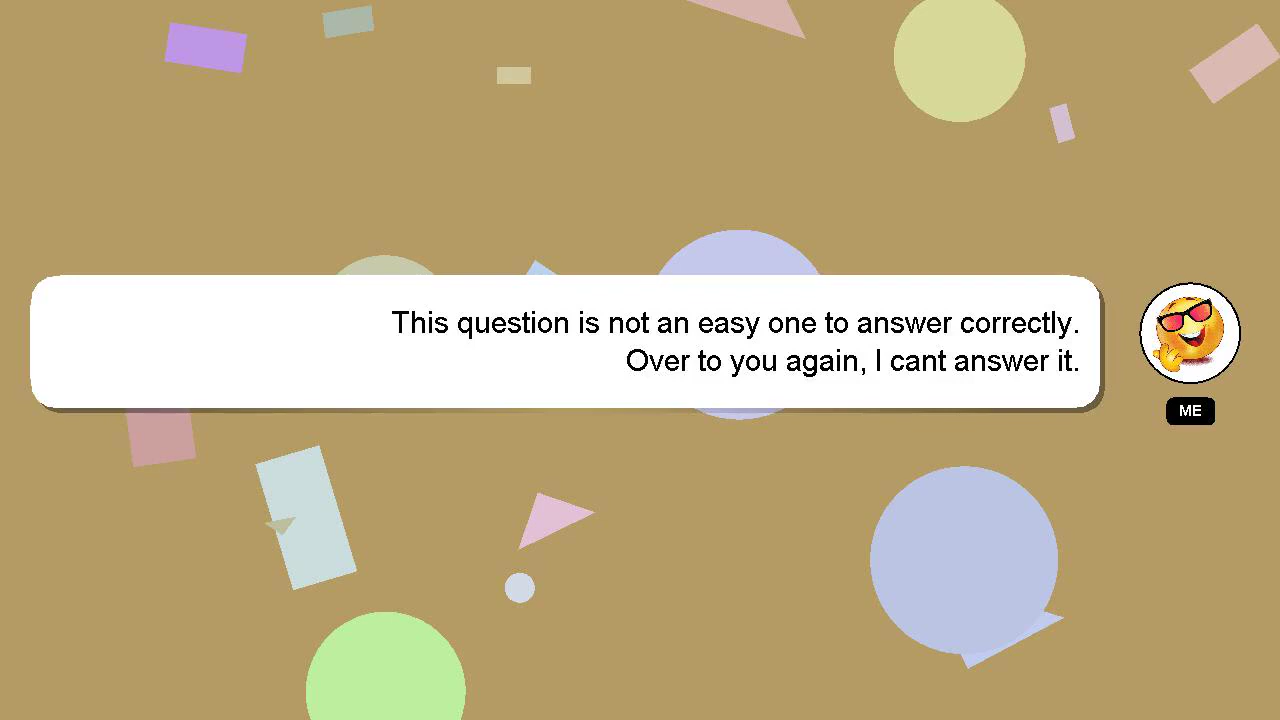 This question is not an easy one to answer correctly.
Over to you again, I cant answer it.
ME